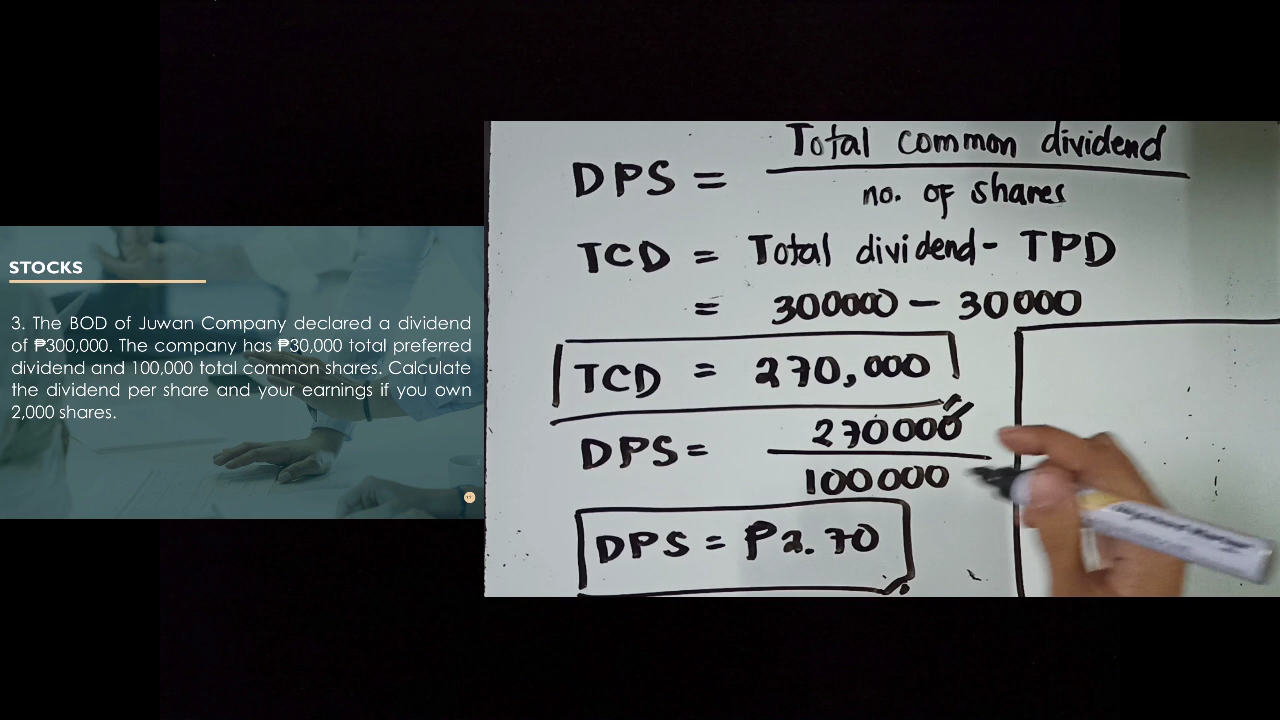 STOCKS
3. The BOD of Juwan Company declared a dividend
of ₱300,000. The company has ₱30,000 total preferred
dividend and 100,000 total common shares. Calculate
the dividend per share and your earnings if you own
2,000 shares.
DPS = Total common dividend
no. of shares
TCD = Total dividend - TPD
= 300000 - 30000
TCD = 270,000
DPS = 270000
100000
DPS = ₱2.70